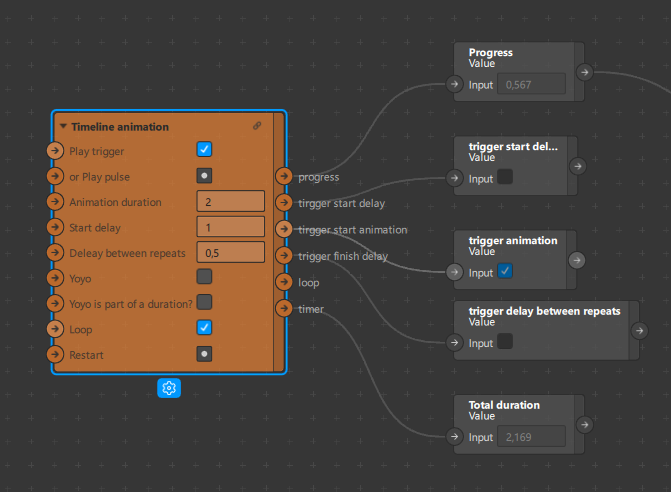 Timeline animation
Play trigger
or Play pulse
Animation duration 2
Start delay 1
Deleay between repeats 0,5
Yoyo
Yoyo is part of a duration?
Loop
Restart
progress
trigger start delay
trigger start animation
trigger finish delay
loop
timer
Progress
Value
Input 0,567
trigger start del...
Value
Input
trigger animation
Value
Input
trigger delay between repeats
Value
Input
Total duration
Value
Input 2,169